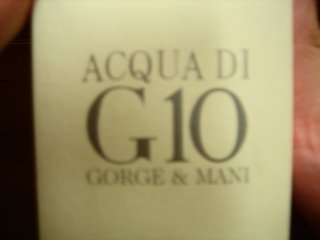 ACQUA DI
G10
GORGE & MANI